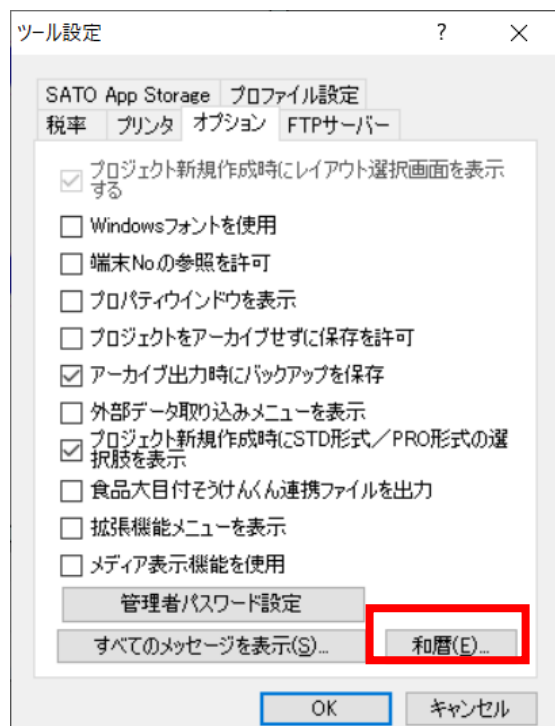 ツール設定
?
SATO App Storage プロファイル設定
税率 プリンタ オプション FTPサーバー
プロジェクト新規作成時にレイアウト選択画面を表示
する
Windowsフォントを使用
端末No.の参照を許可
プロパティウインドウを表示
プロジェクトをアーカイブせずに保存を許可
アーカイブ出力時にバックアップを保存
外部データ取り込みメニューを表示
プロジェクト新規作成時にSTD形式/PRO形式の選
択肢を表示
食品大目付そうけんくん連携ファイルを出力
拡張機能メニューを表示
メディア表示機能を使用
管理者パスワード設定
すべてのメッセージを表示(S)... 和暦(E)...
OK キャンセル